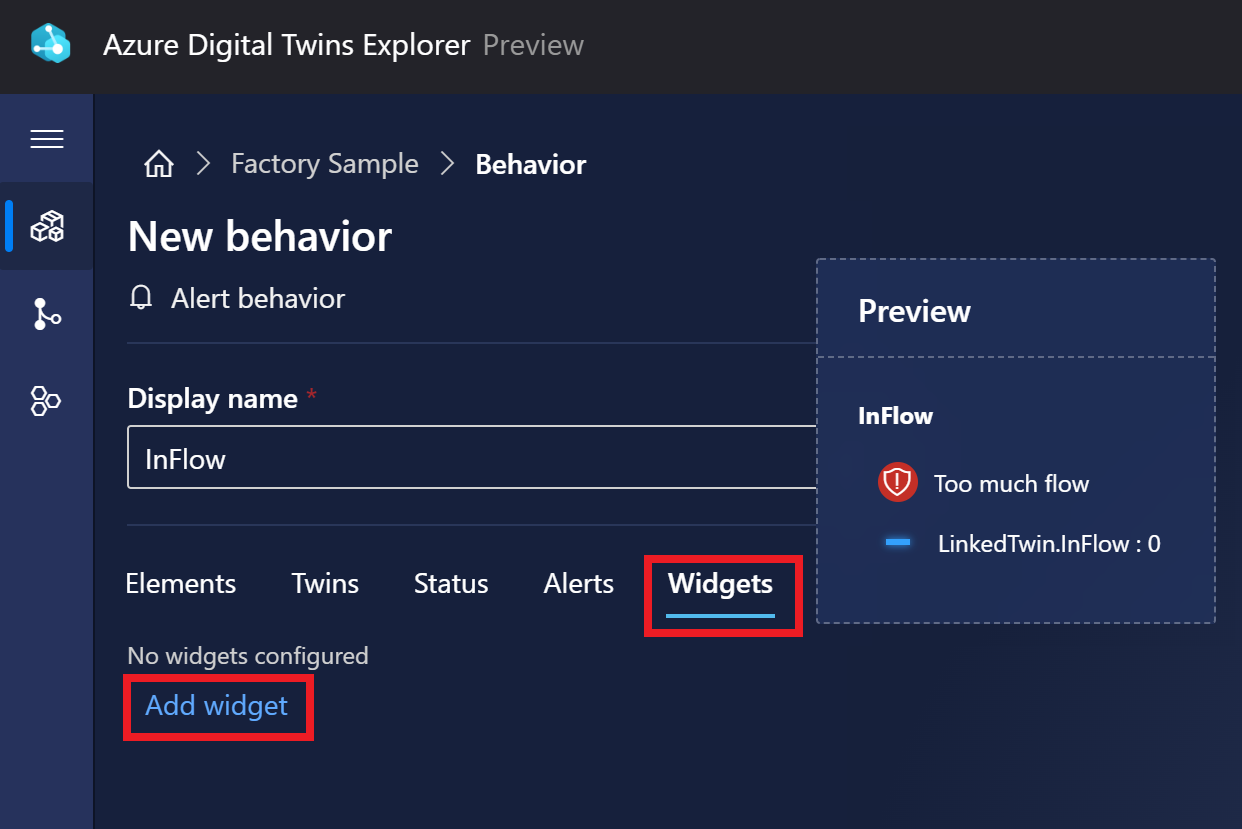 Azure Digital Twins Explorer Preview
Factory Sample Behavior
New behavior
Alert behavior
Display name *
InFlow
Elements Twins Status Alerts Widgets
No widgets configured
Add widget
Preview
InFlow
Too much flow
LinkedTwin.InFlow : 0